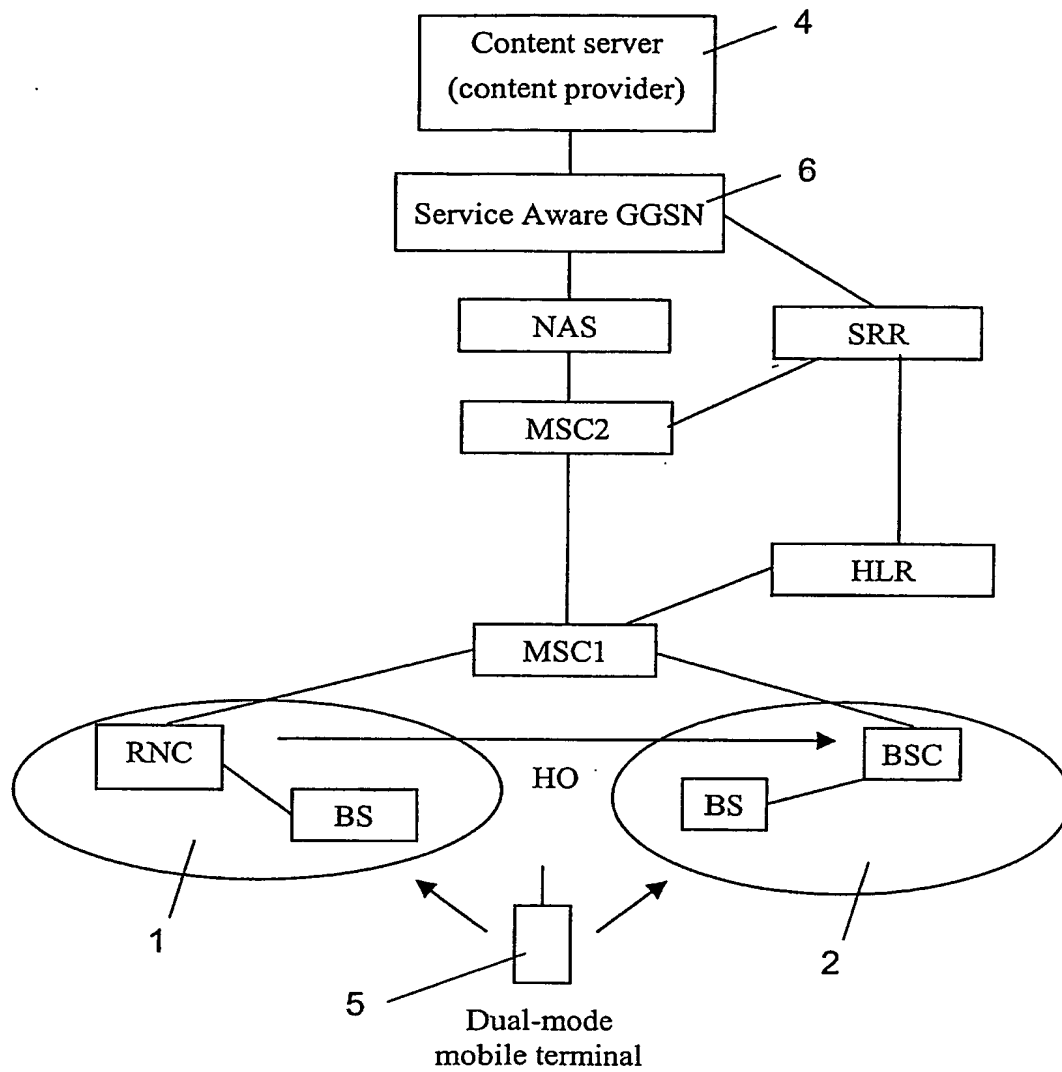 4
Content server
(content provider)
6
Service Aware GGSN
NAS
SRR
MSC2
HLR
MSC1
RNC
BSC
HO
BS
BS
1
2
5
Dual-mode
mobile terminal